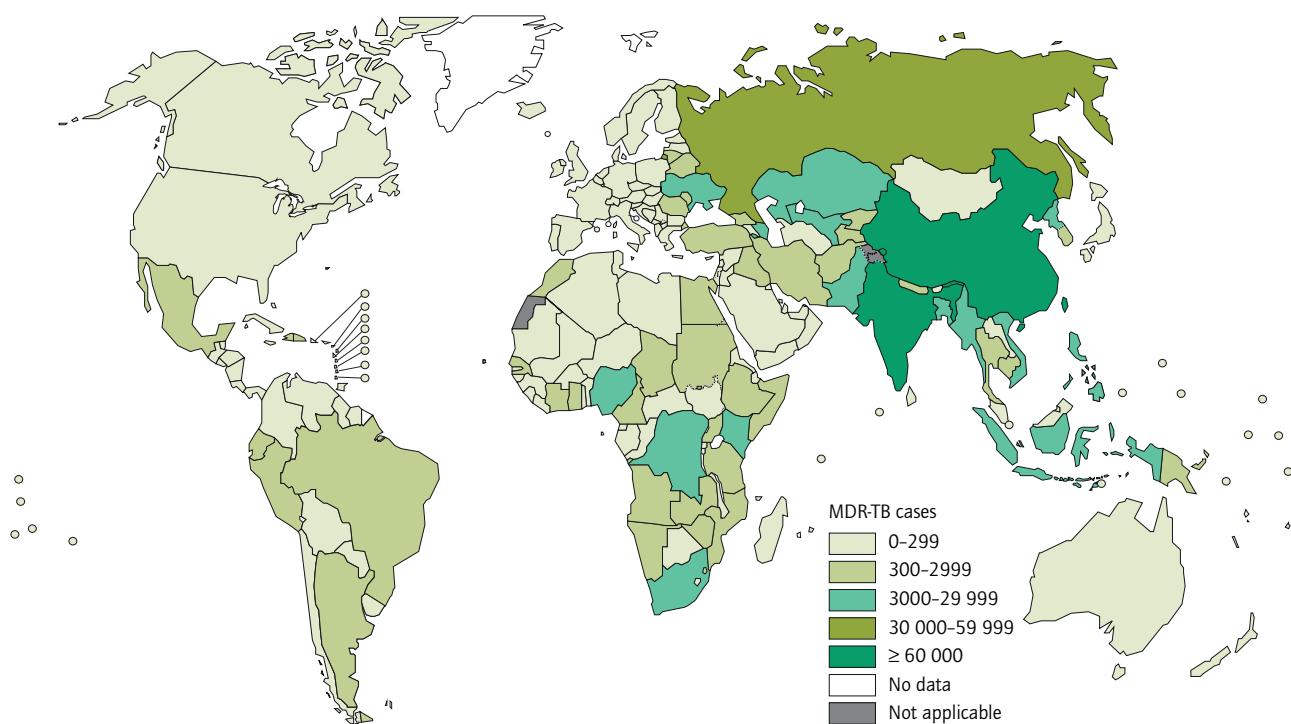 MDR-TB cases
0–299
300–2999
3000–29 999
30 000–59 999
≥ 60 000
No data
Not applicable